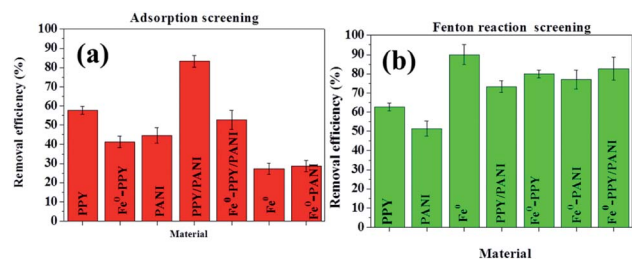 Adsorption screening
(a)
Removal efficiency (%)
100
90
80
70
60
50
40
30
20
10
0
PPY
Fe⁰-PPY
PANI
PPY/PANI
Fe⁰-PPY/PANI
Fe⁰
Fe⁰-PANI
Material
Fenton reaction screening
(b)
Removal efficiency (%)
100
90
80
70
60
50
40
30
20
10
0
PPY
PANI
Fe⁰
PPY/PANI
Fe⁰-PPY
Fe⁰-PANI
Fe⁰-PPY/PANI
Material